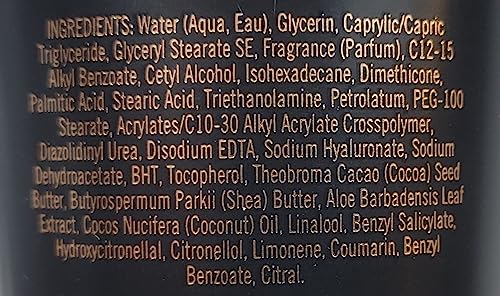 INGREDIENTS: Water (Aqua, Eau), Glycerin, Caprylic/Capric
Triglyceride, Glyceryl Stearate SE, Fragrance (Parfum), C12-15
Alkyl Benzoate, Cetyl Alcohol, Isohexadecane, Dimethicone,
Palmitic Acid, Stearic Acid, Triethanolamine, Petrolatum, PEG-100
Stearate, Acrylates/C10-30 Alkyl Acrylate Crosspolymer,
Diazolidinyl Urea, Disodium EDTA, Sodium Hyaluronate, Sodium
Dehydroacetate, BHT, Tocopherol, Theobroma Cacao (Cocoa) Seed
Butter, Butyrospermum Parkii (Shea) Butter, Aloe Barbadensis Leaf
Extract, Cocos Nucifera (Coconut) Oil, Linalool, Benzyl Salicylate,
Hydroxycitronellal, Citronellol, Limonene, Coumarin, Benzyl
Benzoate, Citral.